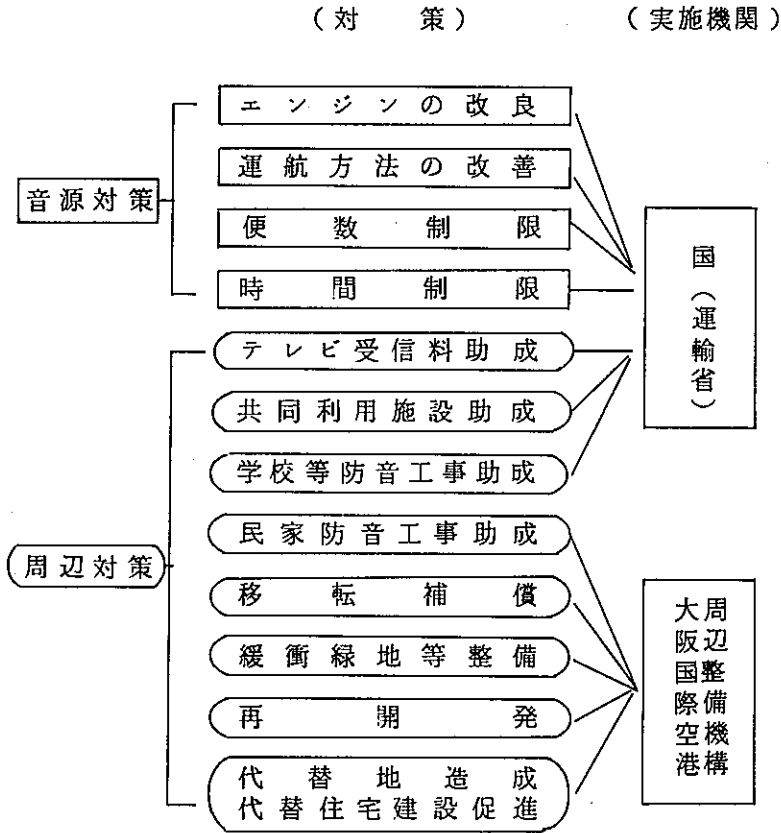 （対　策）
（実施機関）
音源対策
エンジンの改良
運航方法の改善
便数制限
時間制限
国（運輸省）
周辺対策
テレビ受信料助成
共同利用施設助成
学校等防音工事助成
民家防音工事助成
移転補償
緩衝緑地等整備
再開発
代替地造成
代替住宅建設促進
周辺整備機構
大阪国際空港